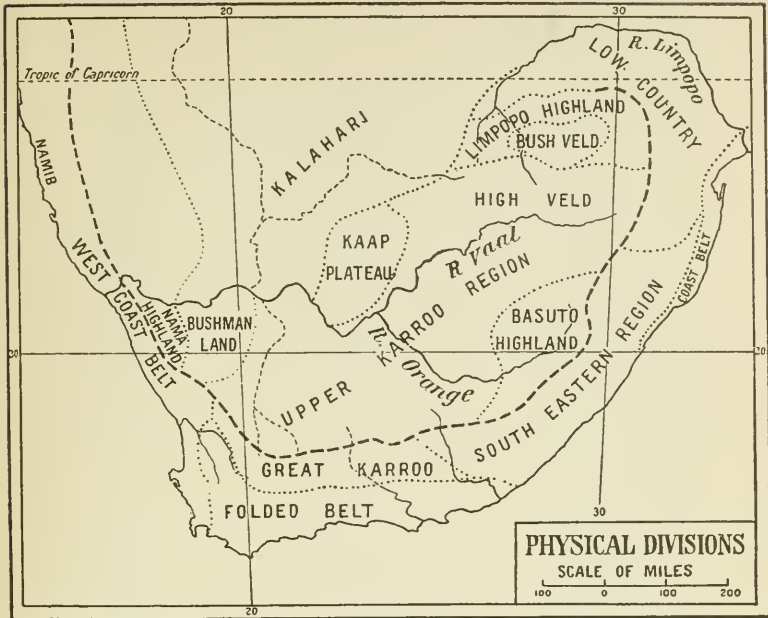 20
30
Tropic of Capricorn
R. Limpopo
LOW COUNTRY
LIMPOPO HIGHLAND
BUSH VELD
NAMIB
KALAHARI
HIGH VELD
KAAP
PLATEAU
R Vaal
WEST COAST BELT
NAMA
HIGHLAND
BUSHMAN
LAND
UPPER KARROO REGION
R. Orange
BASUTO
HIGHLAND
COAST BELT
SOUTH EASTERN REGION
30
30
GREAT KARROO
FOLDED BELT
30
20
PHYSICAL DIVISIONS
SCALE OF MILES
100 0 100 200